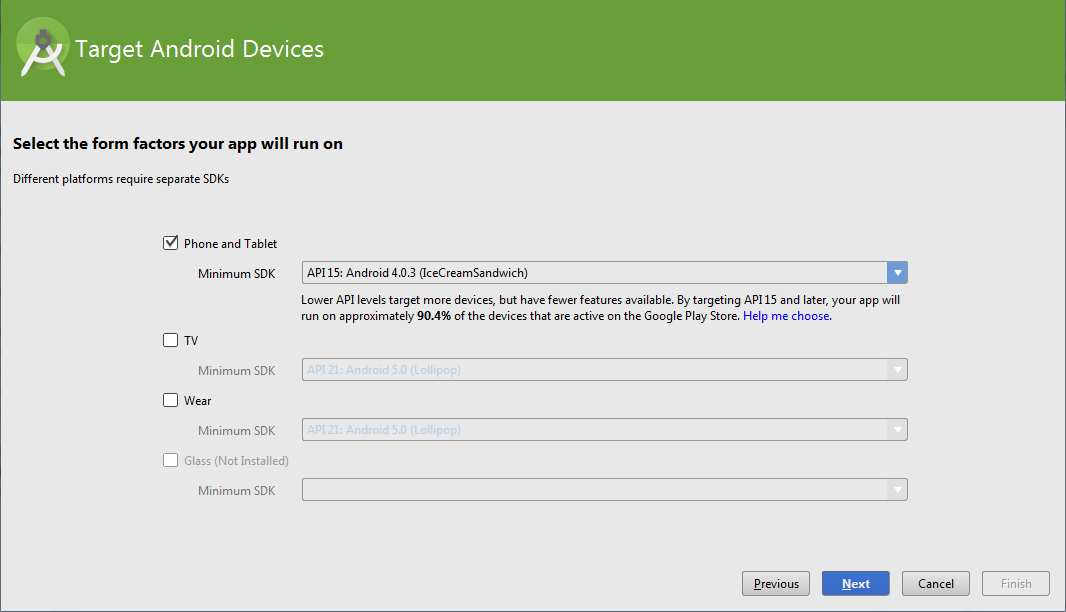 Target Android Devices
Select the form factors your app will run on
Different platforms require separate SDKs
Phone and Tablet
Minimum SDK API 15: Android 4.0.3 (IceCreamSandwich)
Lower API levels target more devices, but have fewer features available. By targeting API 15 and later, your app will
run on approximately 90.4% of the devices that are active on the Google Play Store. Help me choose.
TV
Minimum SDK API 21: Android 5.0 (Lollipop)
Wear
Minimum SDK API 21: Android 5.0 (Lollipop)
Glass (Not Installed)
Minimum SDK
Previous Next Cancel Finish